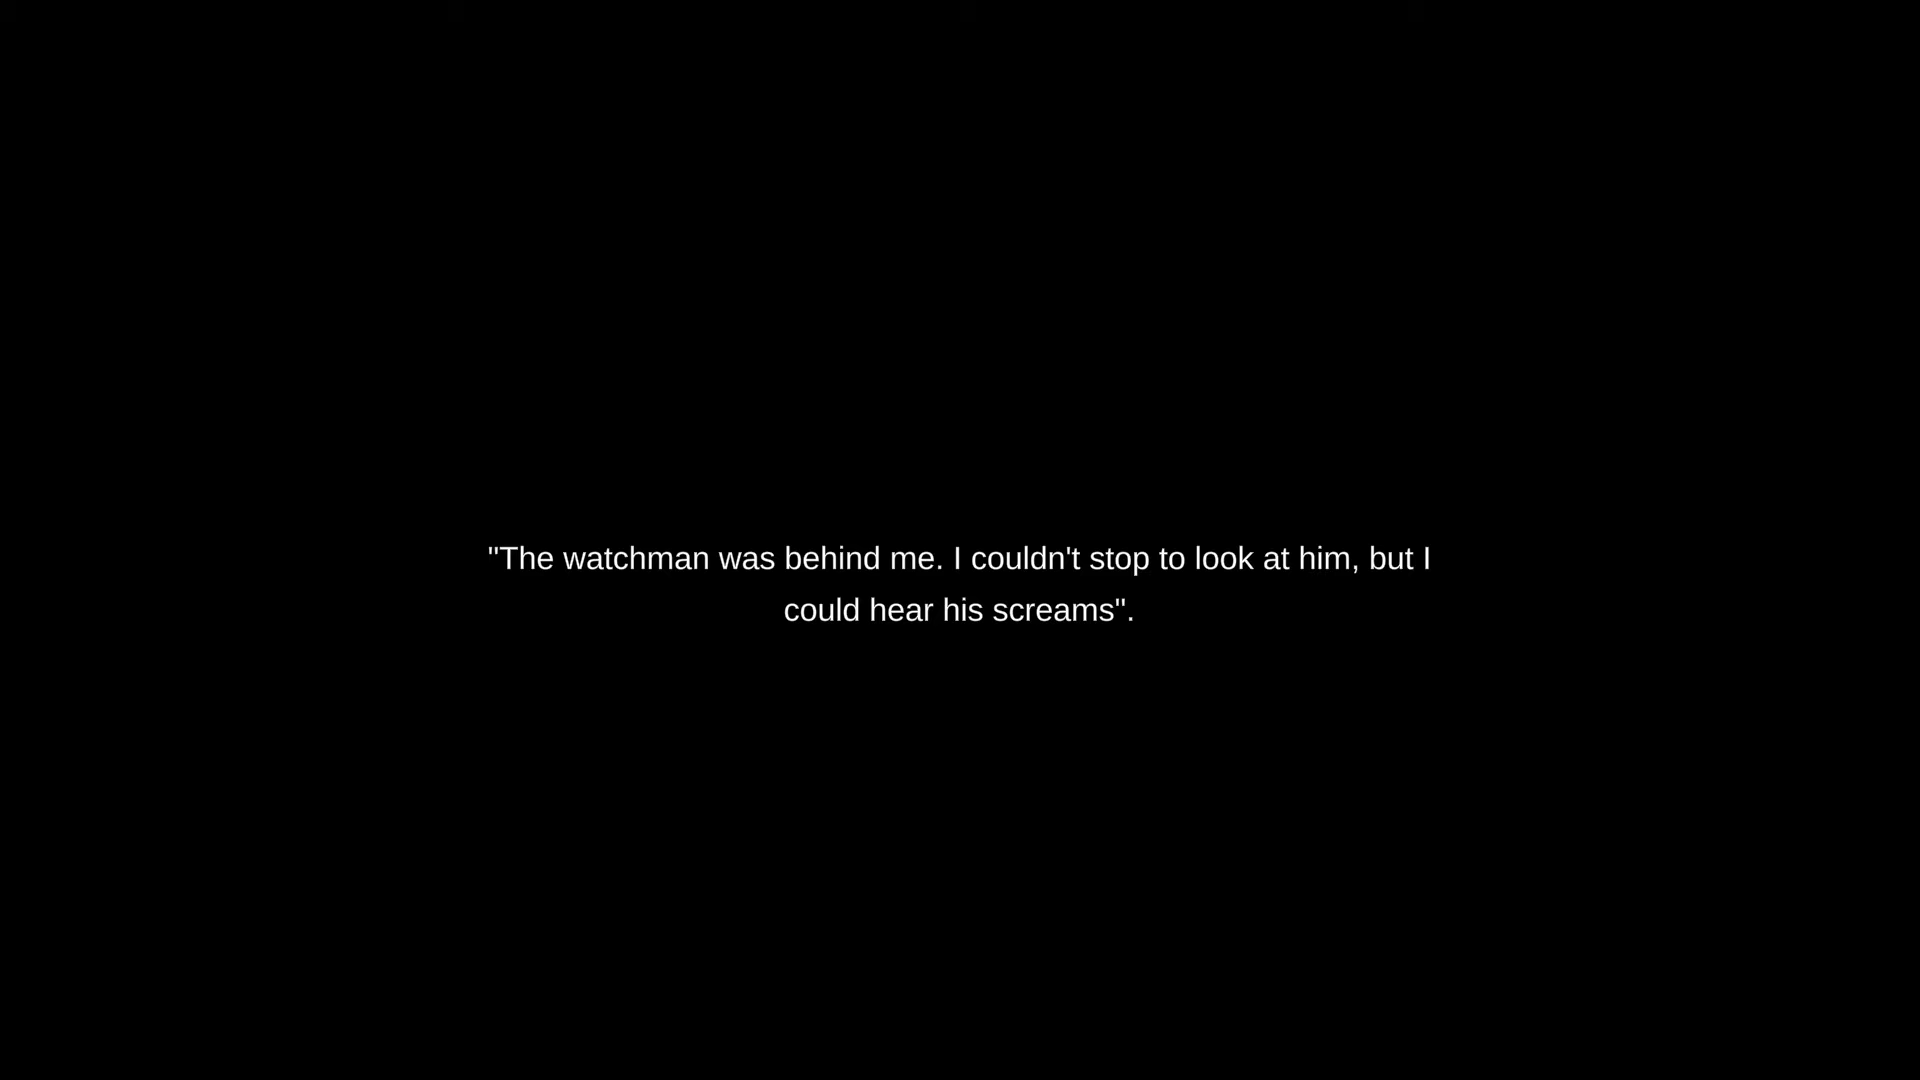 "The watchman was behind me. I couldn't stop to look at him, but I
could hear his screams".